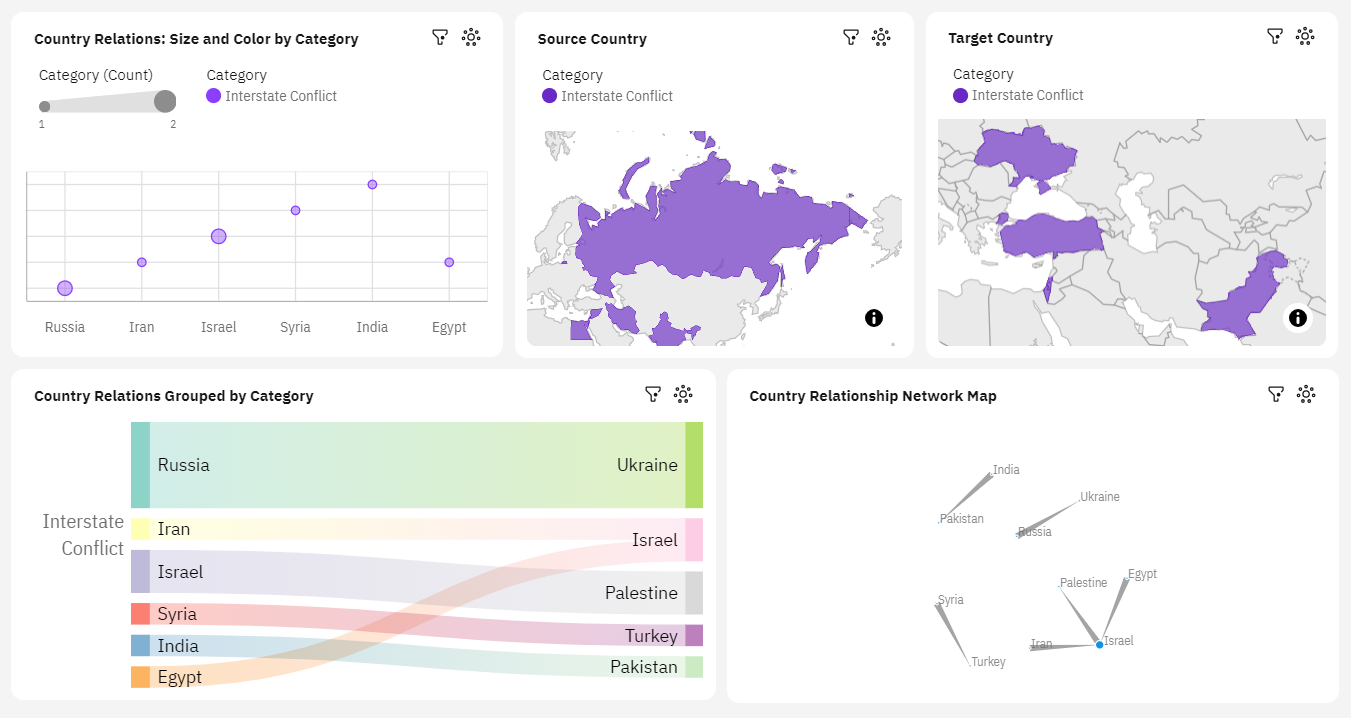 Country Relations: Size and Color by Category
Category (Count)
1
2
Category
Interstate Conflict
Russia
Iran
Israel
Syria
India
Egypt
Source Country
Category
Interstate Conflict
Target Country
Category
Interstate Conflict
Country Relations Grouped by Category
Interstate
Conflict
Russia
Iran
Israel
Syria
India
Egypt
Ukraine
Israel
Palestine
Turkey
Pakistan
Country Relationship Network Map
India
Ukraine
Pakistan
Russia
Egypt
Palestine
Syria
Israel
Iran
Turkey